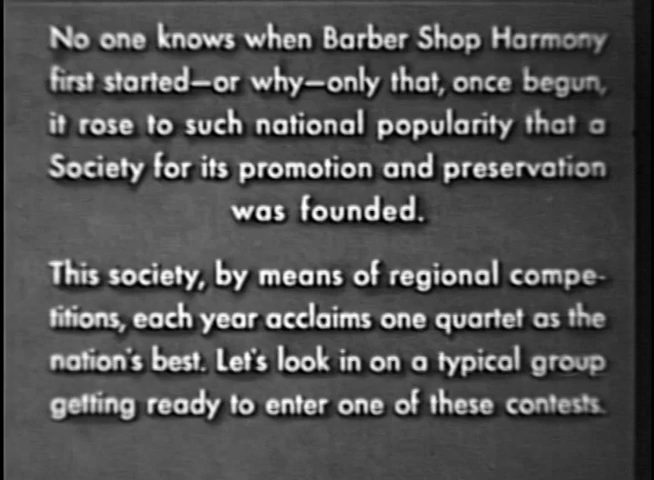 No one knows when Barber Shop Harmony
first started—or why—only that, once begun,
it rose to such national popularity that a
Society for its promotion and preservation
was founded.
This society, by means of regional compe-
titions, each year acclaims one quartet as the
nation's best. Let's look in on a typical group
getting ready to enter one of these contests.